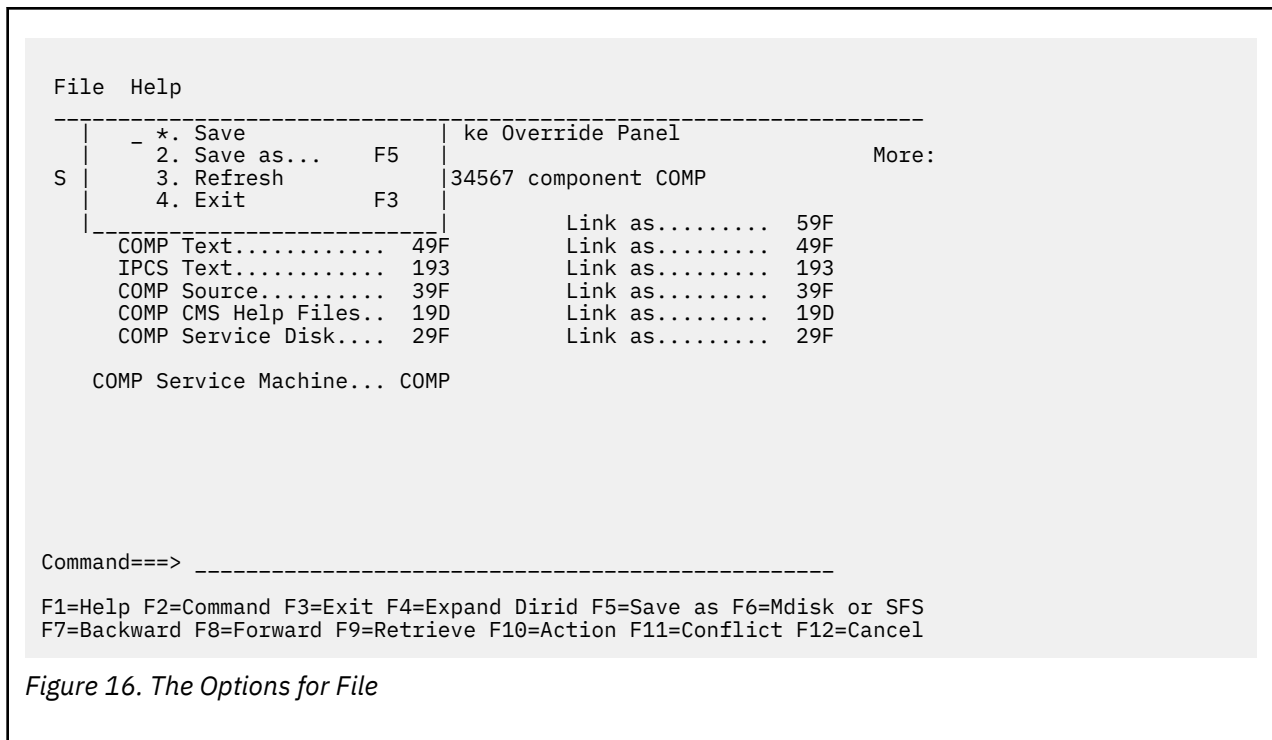 File  Help
______________________________________________________________________
|   _ *. Save               | ke Override Panel
|     2. Save as...    F5   |                                 More:
S |     3. Refresh            |34567 component COMP
|     4. Exit          F3   |
|___________________________|         Link as......... 59F
COMP Text............ 49F         Link as......... 49F
IPCS Text............ 193         Link as......... 193
COMP Source.......... 39F         Link as......... 39F
COMP CMS Help Files.. 19D         Link as......... 19D
COMP Service Disk.... 29F         Link as......... 29F
COMP Service Machine... COMP
Command===> __________________________________________________
F1=Help F2=Command F3=Exit F4=Expand Dirid F5=Save as F6=Mdisk or SFS
F7=Backward F8=Forward F9=Retrieve F10=Action F11=Conflict F12=Cancel
Figure 16. The Options for File